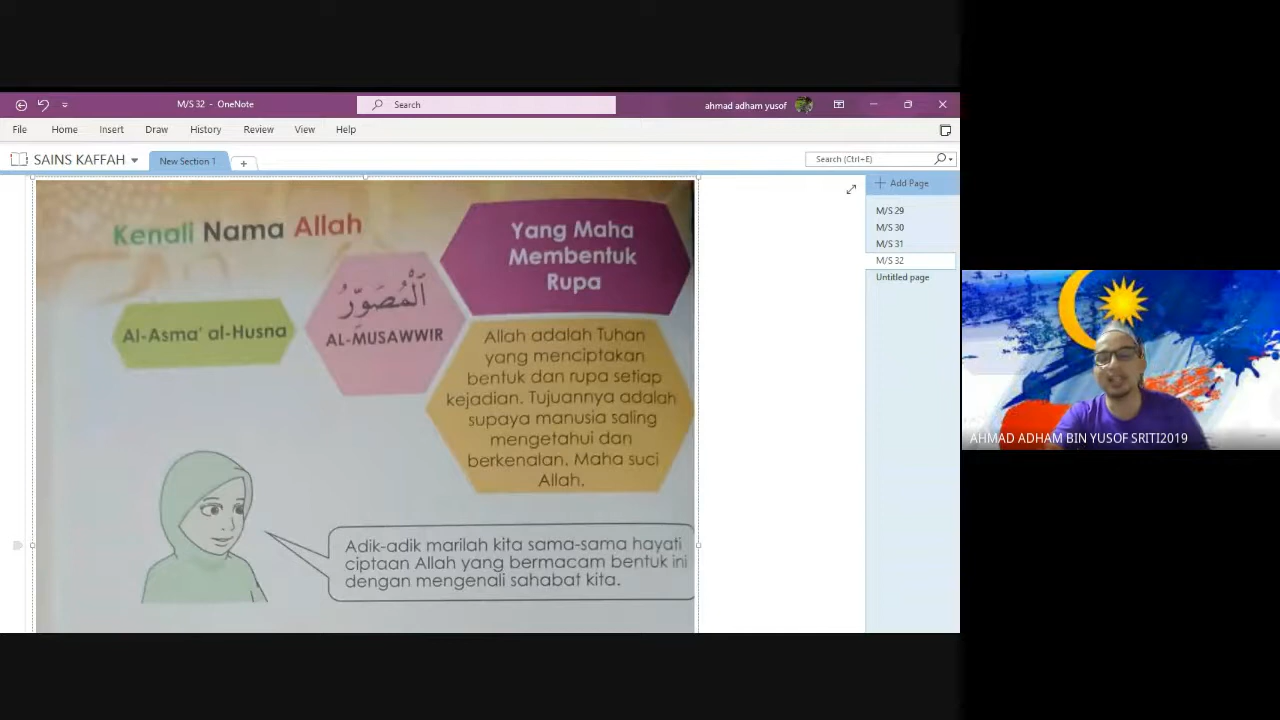 M/S 32 - OneNote
Search
ahmad adham yusof
File Home Insert Draw History Review View Help
SAINS KAFFAH
New Section 1
Search (Ctrl+E)
Add Page
M/S 29
M/S 30
M/S 31
M/S 32
Untitled page
Kenali Nama Allah
Yang Maha
Membentuk
Rupa
اَلْمُصَوِّرُ
AL-MUSAWWIR
Al-Asma' al-Husna
Allah adalah Tuhan
yang menciptakan
bentuk dan rupa setiap
kejadian. Tujuannya adalah
supaya manusia saling
mengetahui dan
berkenalan. Maha suci
Allah.
Adik-adik marilah kita sama-sama hayati
ciptaan Allah yang bermacam bentuk ini
dengan mengenali sahabat kita.
AHMAD ADHAM BIN YUSOF SRITI2019